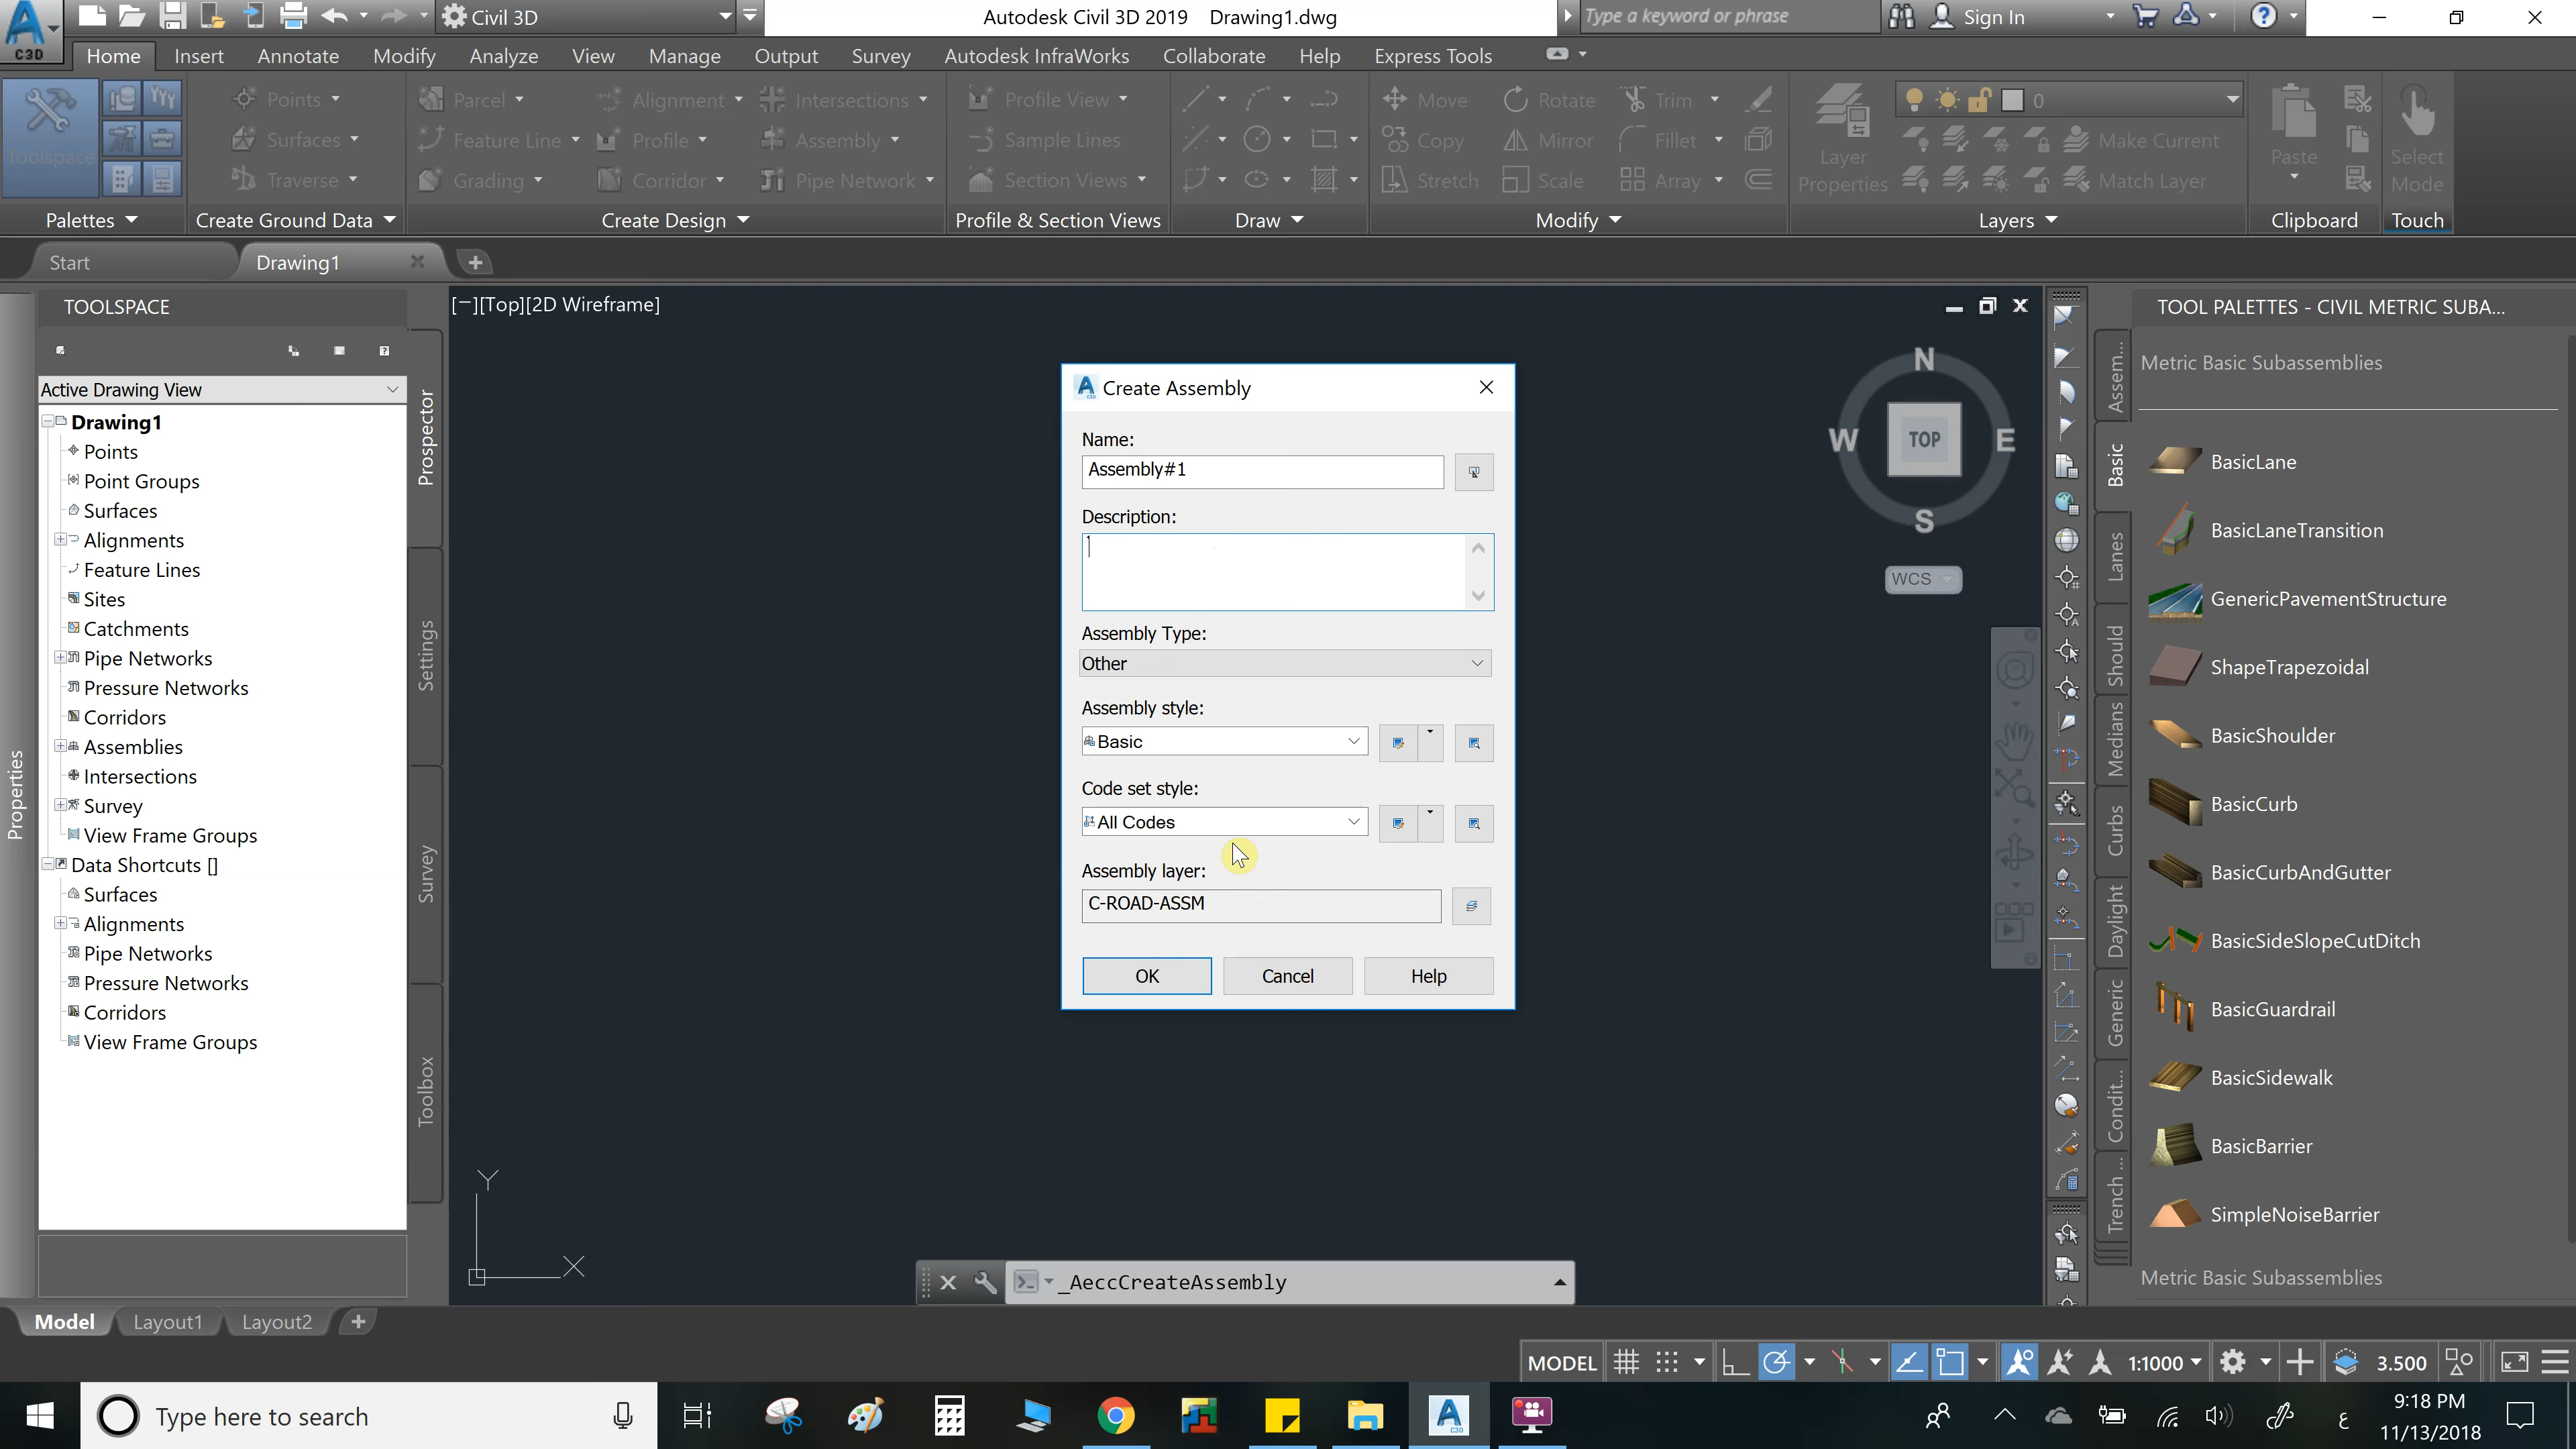 Civil 3D
Autodesk Civil 3D 2019 Drawing1.dwg
Type a keyword or phrase
Sign In
C3D
Home Insert Annotate Modify Analyze View Manage Output Survey Autodesk InfraWorks Collaborate Help Express Tools
Toolspace
Points
Surfaces
Traverse
Parcel
Feature Line
Grading
Alignment
Profile
Corridor
Intersections
Assembly
Pipe Network
Profile View
Sample Lines
Section Views
Move
Copy
Stretch
Rotate
Mirror
Scale
Trim
Fillet
Array
Layer
Properties
0
Make Current
Match Layer
Paste
Select
Mode
Palettes
Create Ground Data
Create Design
Profile & Section Views
Draw
Modify
Layers
Clipboard
Touch
Start
Drawing1
TOOLSPACE
Active Drawing View
Drawing1
Points
Point Groups
Surfaces
Alignments
Feature Lines
Sites
Catchments
Pipe Networks
Pressure Networks
Corridors
Assemblies
Intersections
Survey
View Frame Groups
Data Shortcuts []
Surfaces
Alignments
Pipe Networks
Pressure Networks
Corridors
View Frame Groups
Properties
Prospector
Settings
Survey
Toolbox
[−][Top][2D Wireframe]
Create Assembly
Name:
Assembly#1
Description:
Assembly Type:
Other
Assembly style:
Basic
Code set style:
All Codes
Assembly layer:
C-ROAD-ASSM
OK
Cancel
Help
N
W
TOP
E
S
WCS
Y
X
_AeccCreateAssembly
TOOL PALETTES - CIVIL METRIC SUBA...
Metric Basic Subassemblies
Assem...
Basic
Lanes
Should
Medians
Curbs
Daylight
Generic
Condit...
Trench ...
BasicLane
BasicLaneTransition
GenericPavementStructure
ShapeTrapezoidal
BasicShoulder
BasicCurb
BasicCurbAndGutter
BasicSideSlopeCutDitch
BasicGuardrail
BasicSidewalk
BasicBarrier
SimpleNoiseBarrier
Metric Basic Subassemblies
Model
Layout1
Layout2
MODEL
1:1000
3.500
Type here to search
ع
9:18 PM
11/13/2018